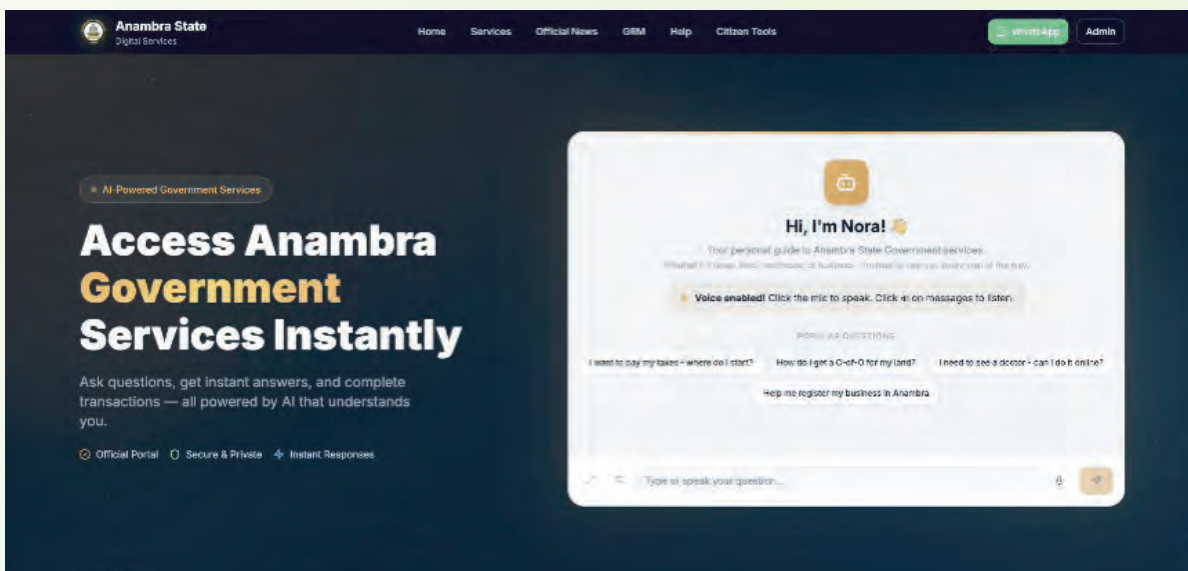 Anambra State
Digital Services
Home Services Official News GRM Help Citizen Tools
WhatsApp Admin
AI-Powered Government Services
Access Anambra
Government
Services Instantly
Ask questions, get instant answers, and complete
transactions — all powered by AI that understands
you.
Official Portal Secure & Private Instant Responses
Hi, I'm Nora! 👋
Your personal guide to Anambra State Government services.
Voice enabled! Click the mic to speak. Click 🔊 on messages to listen.
POPULAR QUESTIONS
I want to pay my taxes - where do I start? How do I get a C-of-O for my land? I need to see a doctor - can I do it online?
Help me register my business in Anambra
Type or speak your question...